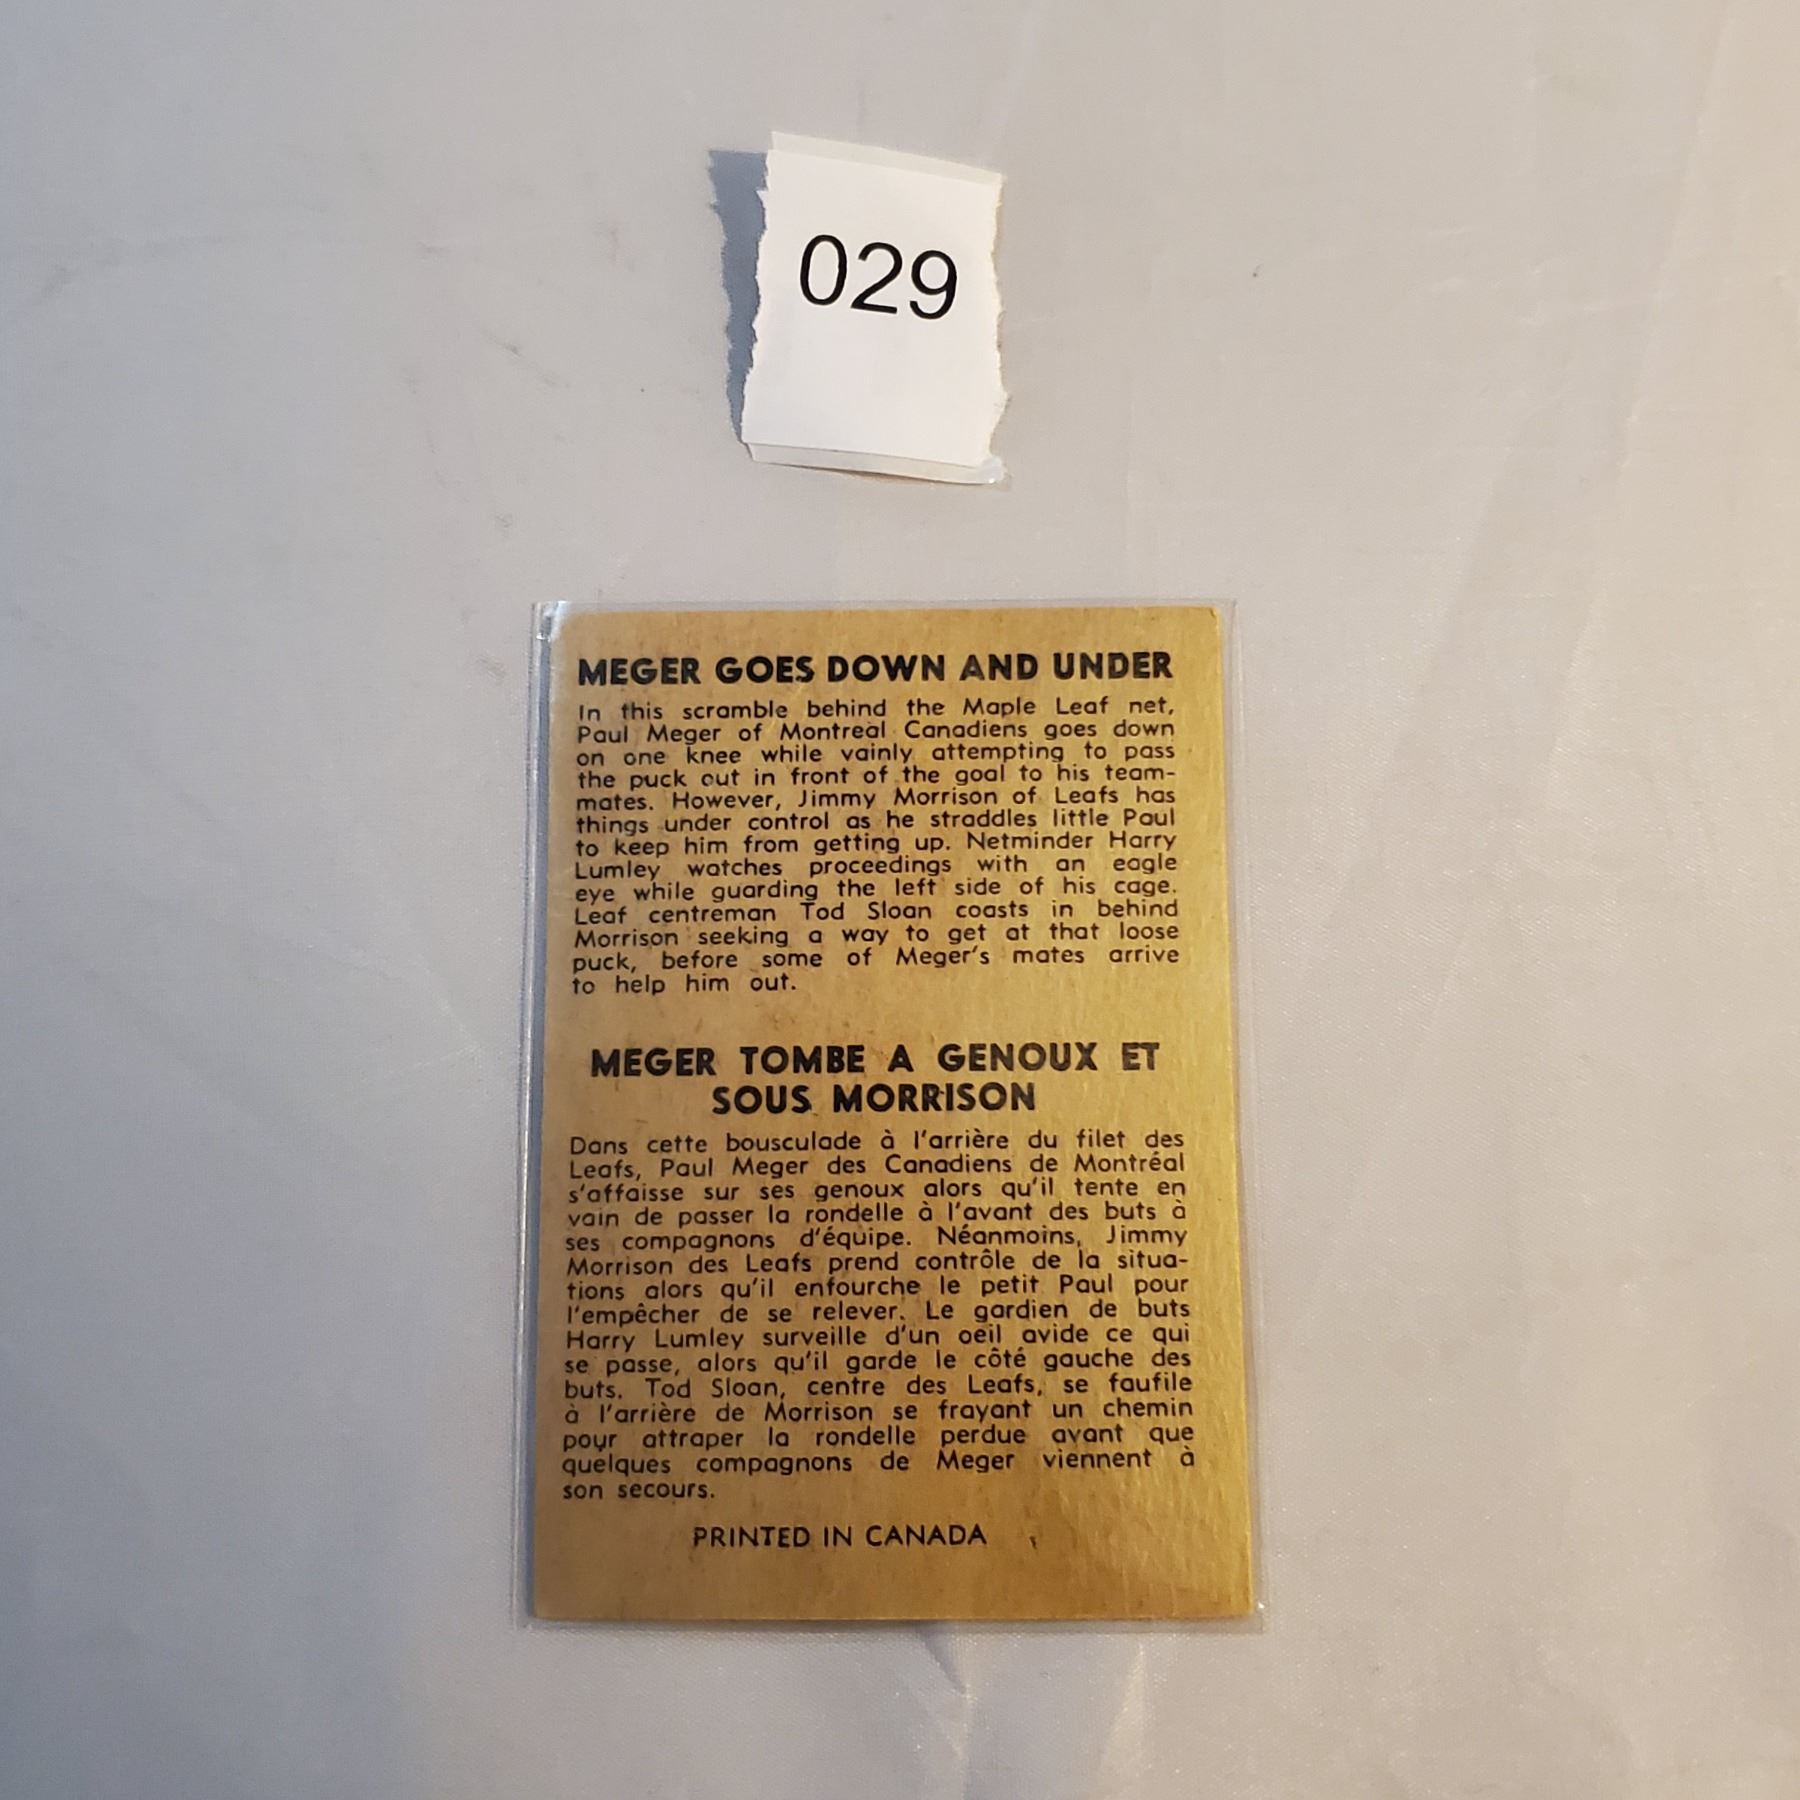 029
MEGER GOES DOWN AND UNDER
In this scramble behind the Maple Leaf net,
Paul Meger of Montreal Canadiens goes down
on one knee while vainly attempting to pass
the puck out in front of the goal to his team-
mates. However, Jimmy Morrison of Leafs has
things under control as he straddles little Paul
to keep him from getting up. Netminder Harry
Lumley watches proceedings with an eagle
eye while guarding the left side of his cage.
Leaf centreman Tod Sloan coasts in behind
Morrison seeking a way to get at that loose
puck, before some of Meger's mates arrive
to help him out.
MEGER TOMBE A GENOUX ET
SOUS MORRISON
Dans cette bousculade à l'arrière du filet des
Leafs, Paul Meger des Canadiens de Montréal
s'affaisse sur ses genoux alors qu'il tente en
vain de passer la rondelle à l'avant des buts à
ses compagnons d'équipe. Néanmoins, Jimmy
Morrison des Leafs prend contrôle de la situa-
tions alors qu'il enfourche le petit Paul pour
l'empêcher de se relever. Le gardien de buts
Harry Lumley surveille d'un oeil avide ce qui
se passe, alors qu'il garde le côté gauche des
buts. Tod Sloan, centre des Leafs, se faufile
à l'arrière de Morrison se frayant un chemin
pour attraper la rondelle perdue avant que
quelques compagnons de Meger viennent à
son secours.
PRINTED IN CANADA